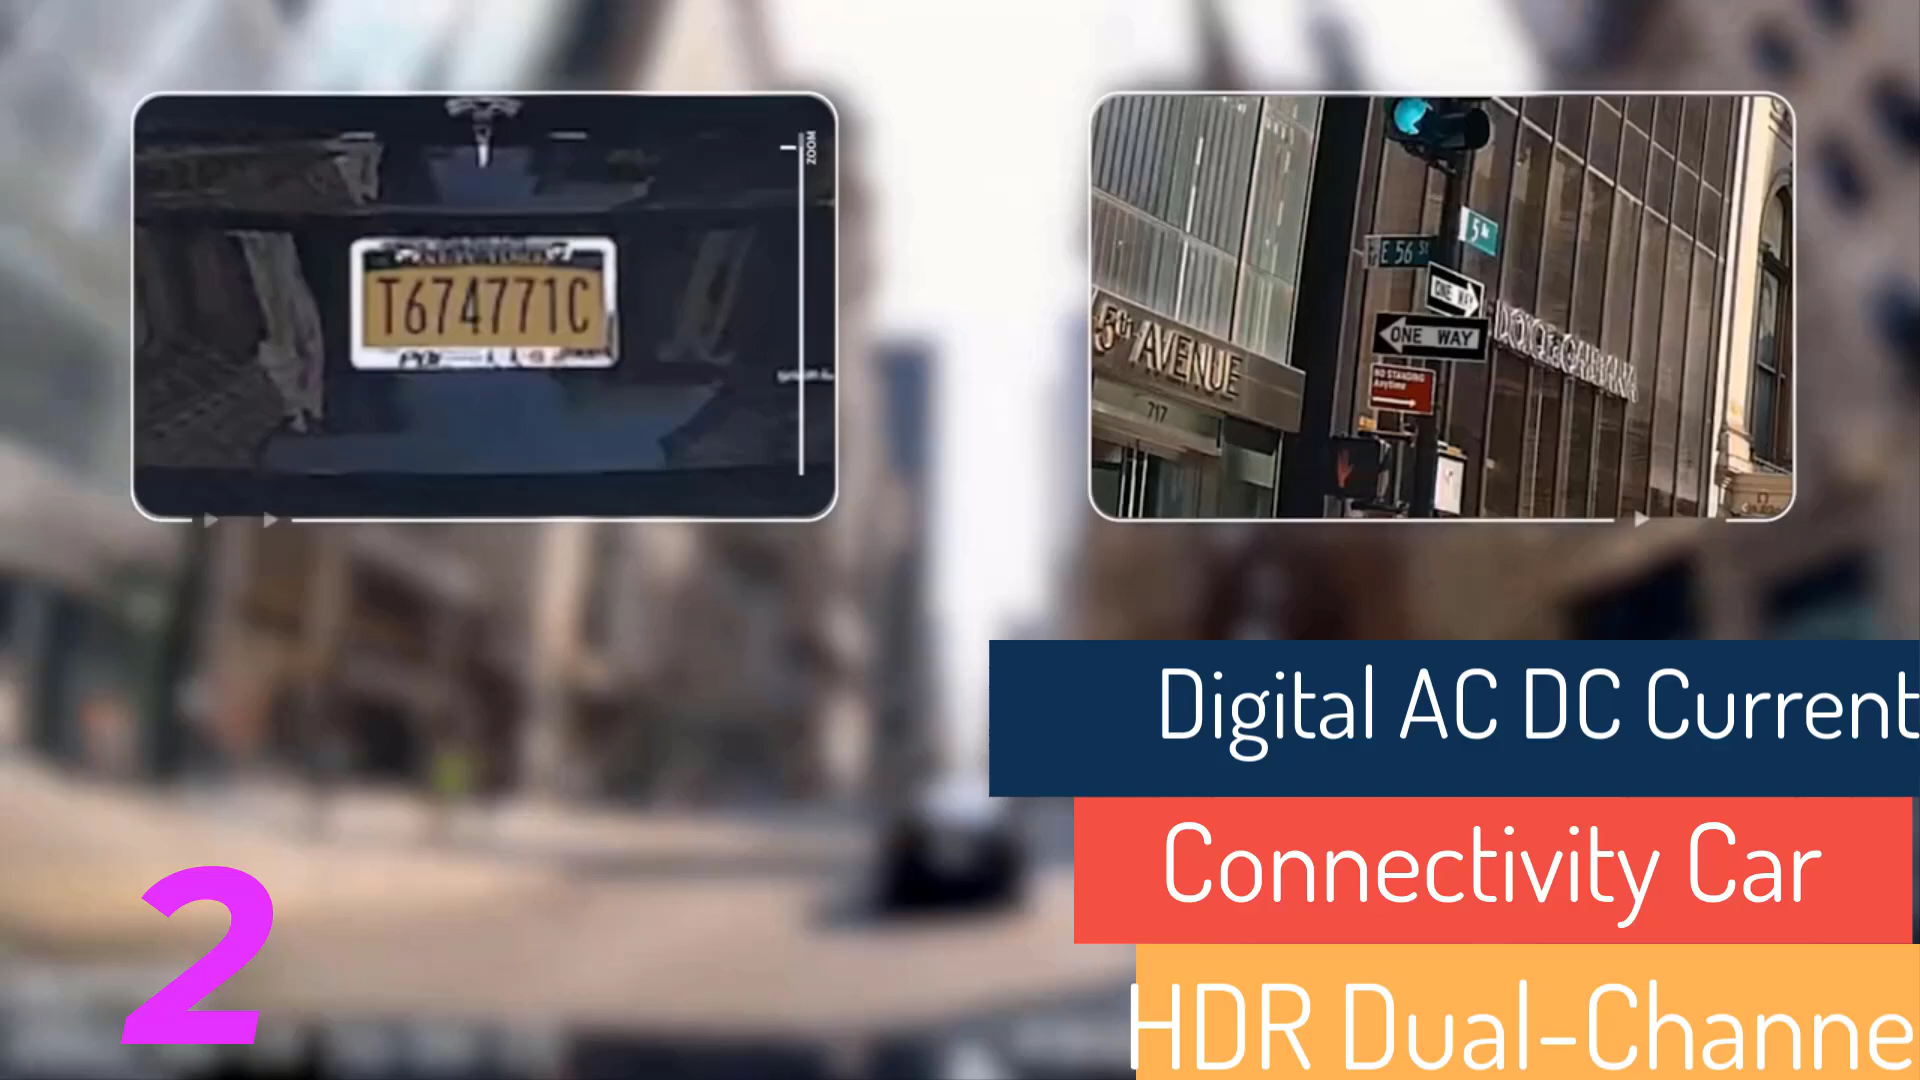 ZOOM
T674771C
5 Av
E 56 St
ONE WAY
ONE WAY
5th AVENUE
DOLCE & GABBANA
NO STANDING
Anytime
717
Digital AC DC Current
Connectivity Car
HDR Dual-Channe
2